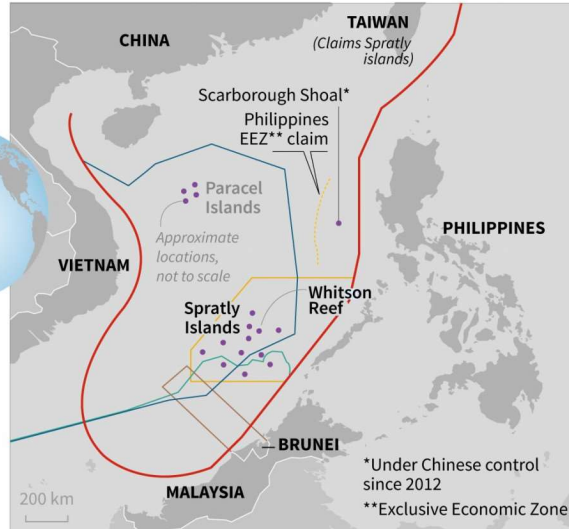 TAIWAN
(Claims Spratly
islands)
CHINA
Scarborough Shoal*
Philippines
EEZ** claim
Paracel
Islands
PHILIPPINES
Approximate
locations,
not to scale
VIETNAM
Whitson
Reef
Spratly
Islands
BRUNEI
*Under Chinese control
since 2012
MALAYSIA
200 km
**Exclusive Economic Zone